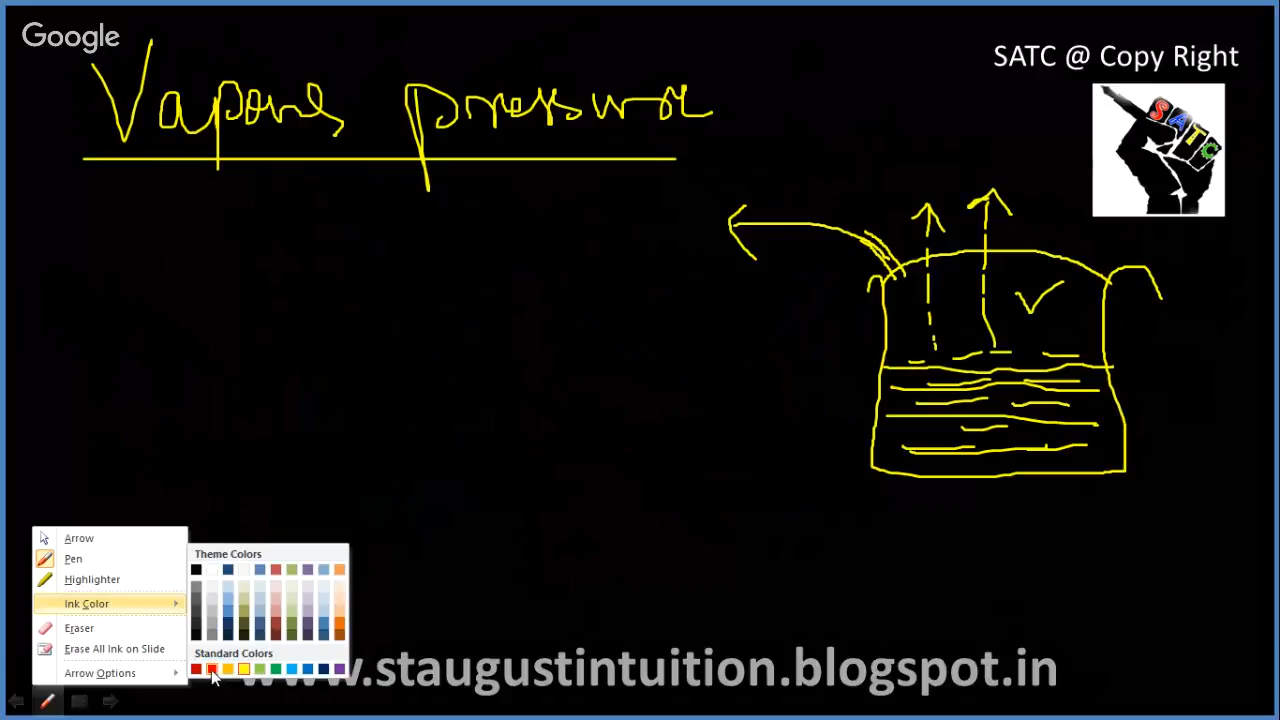 Google
SATC @ Copy Right
Vapour pressure
SATC
Arrow
Pen
Highlighter
Ink Color
Eraser
Erase All Ink on Slide
Arrow Options
Theme Colors
Standard Colors
www.staugustintuition.blogspot.in